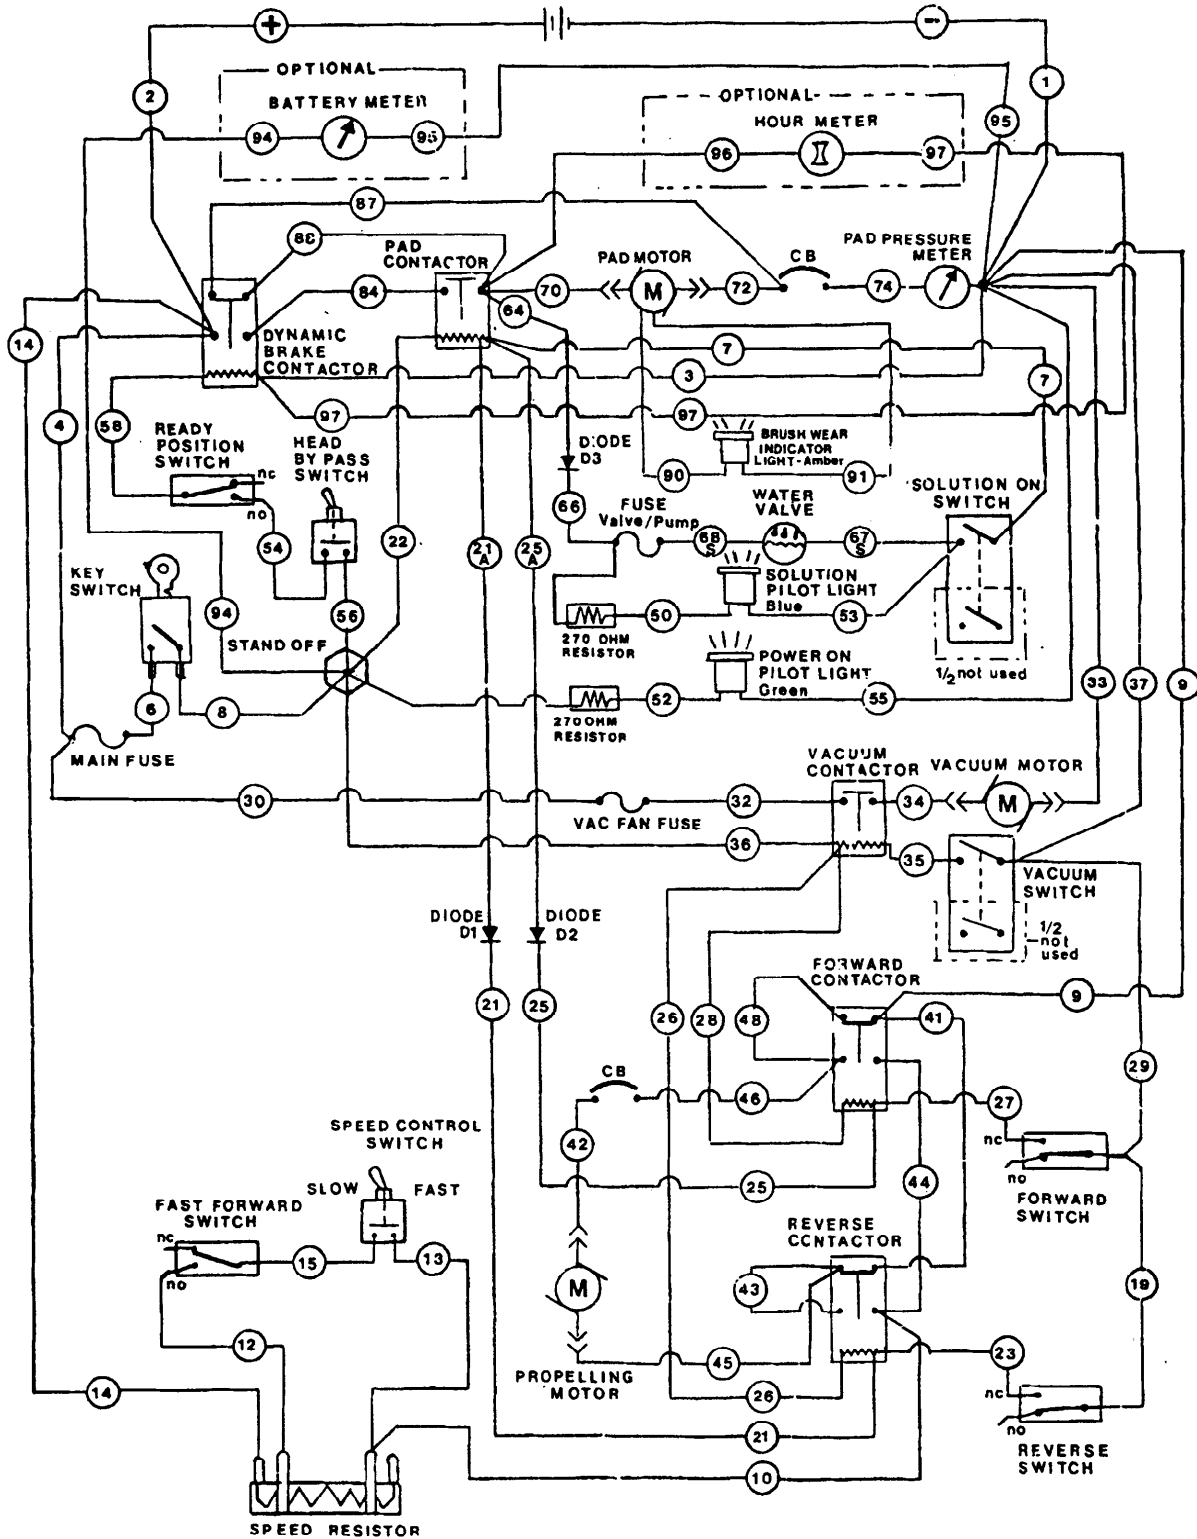 +
-
OPTIONAL
2
BATTERY METER
OPTIONAL
1
94
95
HOUR METER
95
96
97
87
88
PAD
CONTACTOR
PAD MOTOR
CB
PAD PRESSURE
METER
84
70
M
72
74
64
14
DYNAMIC
BRAKE
CONTACTOR
7
3
7
97
97
4
58
READY
POSITION
SWITCH
HEAD
BY PASS
SWITCH
nc
no
DIODE
D3
BRUSH WEAR
INDICATOR
LIGHT-Amber
90
91
66
FUSE
Valve/Pump
WATER
VALVE
SOLUTION ON
SWITCH
54
22
21
A
25
A
68
S
67
S
KEY
SWITCH
SOLUTION
PILOT LIGHT
Blue
94
56
50
53
STAND OFF
270 OHM
RESISTOR
POWER ON
PILOT LIGHT
Green
1/2 not used
6
8
52
55
33
37
9
270 OHM
RESISTOR
MAIN FUSE
VACUUM
CONTACTOR
VACUUM MOTOR
30
32
34
M
VAC FAN FUSE
36
35
VACUUM
SWITCH
DIODE
D1
DIODE
D2
1/2
not
used
FORWARD
CONTACTOR
21
25
26
28
48
41
9
CB
46
29
27
42
nc
no
SPEED CONTROL
SWITCH
25
44
FORWARD
SWITCH
SLOW
FAST
FAST FORWARD
SWITCH
REVERSE
CONTACTOR
nc
no
15
13
M
43
19
12
45
23
PROPELLING
MOTOR
14
26
nc
no
21
REVERSE
SWITCH
10
SPEED RESISTOR